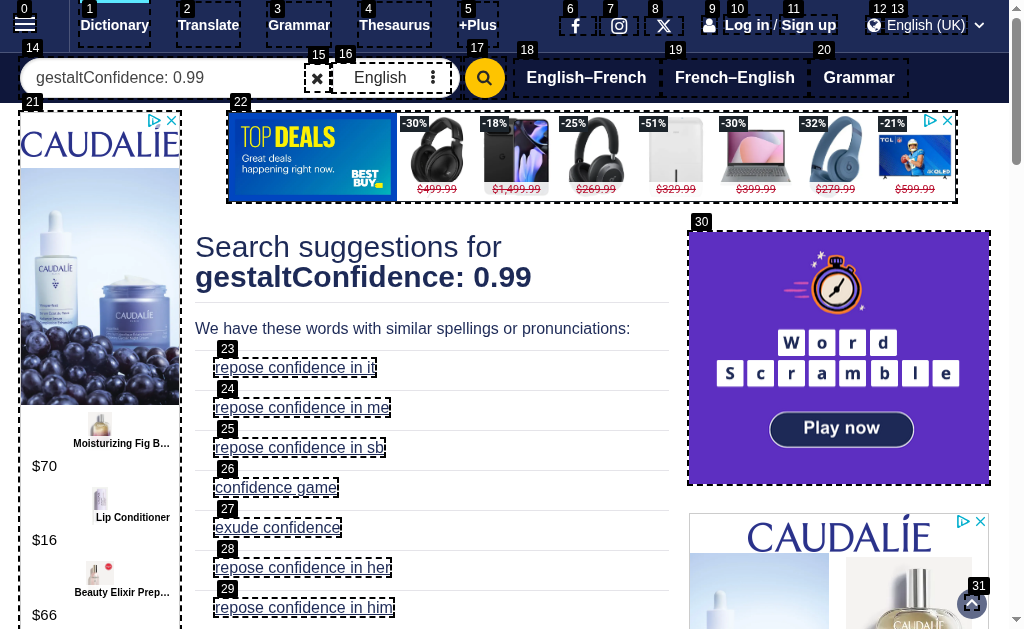 0 1 2 3 4 5 6 7 8 9 10 11 12 13
Dictionary Translate Grammar Thesaurus +Plus Log in / Sign up English (UK)
14 15 16 17 18 19 20
gestaltConfidence: 0.99 English English–French French–English Grammar
21 22
CAUDALÍE
TOP DEALS
Great deals
happening right now.
BEST
BUY
-30% -18% -25% -51% -30% -32% -21%
$499.99 $1,499.99 $269.99 $329.99 $399.99 $279.99 $599.99
TCL
QLED
30
Search suggestions for
gestaltConfidence: 0.99
We have these words with similar spellings or pronunciations:
23
repose confidence in it
24
repose confidence in me
25
repose confidence in sb
26
confidence game
27
exude confidence
28
repose confidence in her
29
repose confidence in him
CAUDALÍE
CAUDALÍE
Moisturizing Fig B...
$70
Lip Conditioner
$16
Beauty Elixir Prep...
$66
Word
Scramble
Play now
CAUDALÍE
31
CAUDALÍE